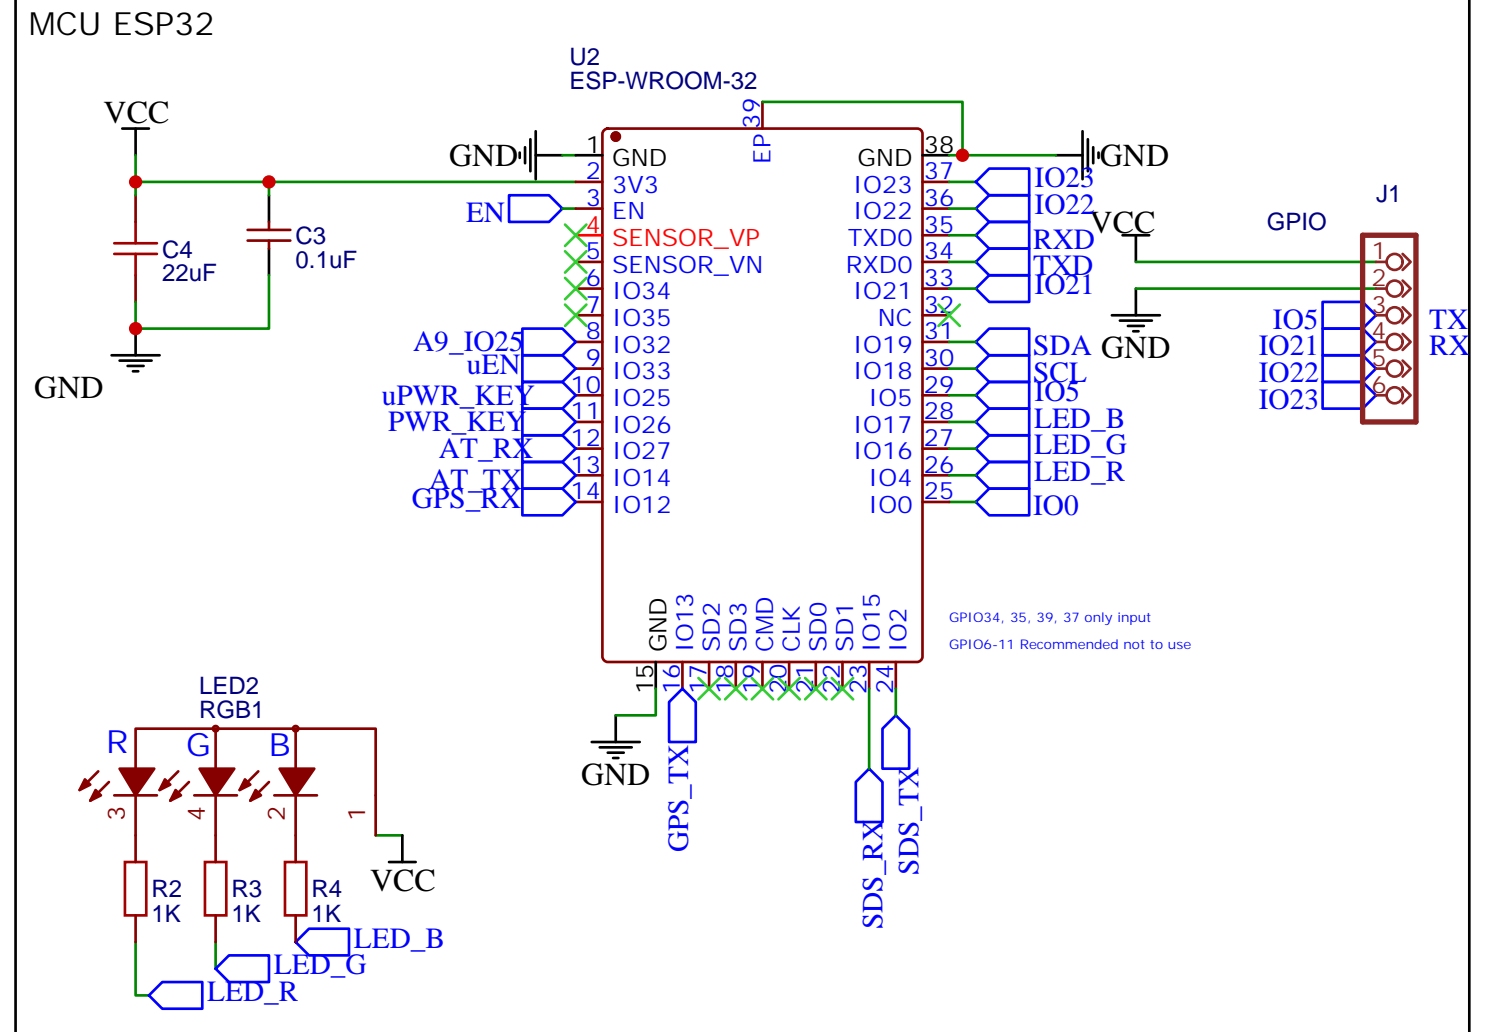 MCU ESP32
U2
ESP-WROOM-32
VCC
C4
22uF
C3
0.1uF
GND
GND
1
GND
2
3V3
EN
3
EN
4
SENSOR_VP
5
SENSOR_VN
6
IO34
7
IO35
A9_IO25
8
IO32
uEN
9
IO33
uPWR_KEY
10
IO25
PWR_KEY
11
IO26
AT_RX
12
IO27
AT_TX
13
IO14
GPS_RX
14
IO12
39
EP
GND
38
GND
IO23
37
IO23
IO22
36
IO22
TXD0
35
RXD
RXD0
34
TXD
IO21
33
IO21
NC
32
IO19
31
SDA
IO18
30
SCL
IO5
29
IO5
IO17
28
LED_B
IO16
27
LED_G
IO4
26
LED_R
IO0
25
IO0
GND
15
GND
IO13
16
GPS_TX
SD2
17
SD3
18
CMD
19
CLK
20
SD0
21
SD1
22
IO15
23
SDS_RX
IO2
24
SDS_TX
GPIO34, 35, 39, 37 only input
GPIO6-11 Recommended not to use
J1
GPIO
VCC
GND
1
2
IO5
3
TX
IO21
4
RX
IO22
5
IO23
6
LED2
RGB1
R
G
B
3
4
2
1
VCC
R2
1K
R3
1K
R4
1K
LED_B
LED_G
LED_R